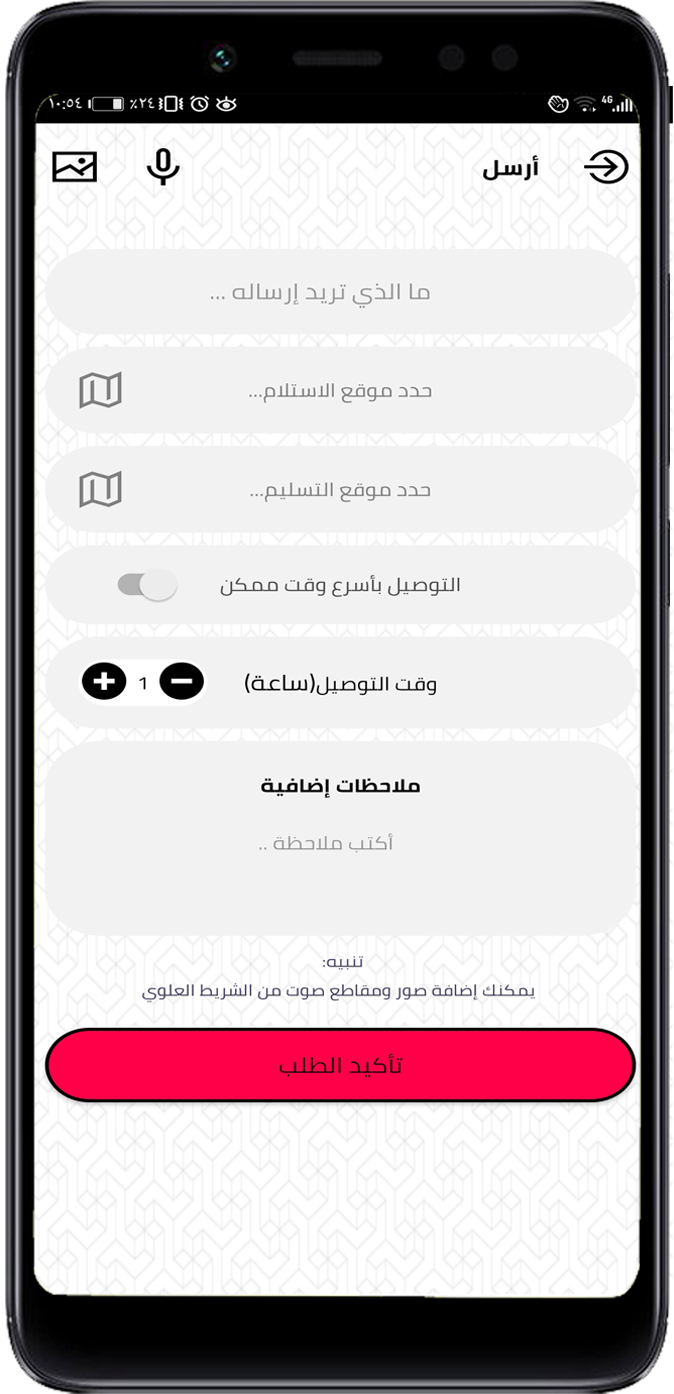 ١٠:٥٤ ٪٢٤ 4G
أرسل
ما الذي تريد إرساله ...
حدد موقع الاستلام...
حدد موقع التسليم...
التوصيل بأسرع وقت ممكن
وقت التوصيل(ساعة) 1
ملاحظات إضافية
أكتب ملاحظة ..
تنبيه:
يمكنك إضافة صور ومقاطع صوت من الشريط العلوي
تأكيد الطلب